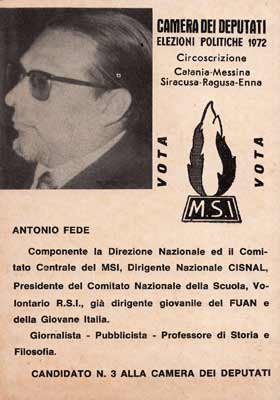 CAMERA DEI DEPUTATI
ELEZIONI POLITICHE 1972
Circoscrizione
Catania-Messina
Siracusa-Ragusa-Enna
VOTA
VOTA
M.S.I
ANTONIO FEDE
Componente la Direzione Nazionale ed il Comi-
tato Centrale del MSI, Dirigente Nazionale CISNAL,
Presidente del Comitato Nazionale della Scuola, Vo-
lontario R.S.I., già dirigente giovanile del FUAN e
della Giovane Italia.
Giornalista - Pubblicista - Professore di Storia e
Filosofia.
CANDIDATO N. 3 ALLA CAMERA DEI DEPUTATI